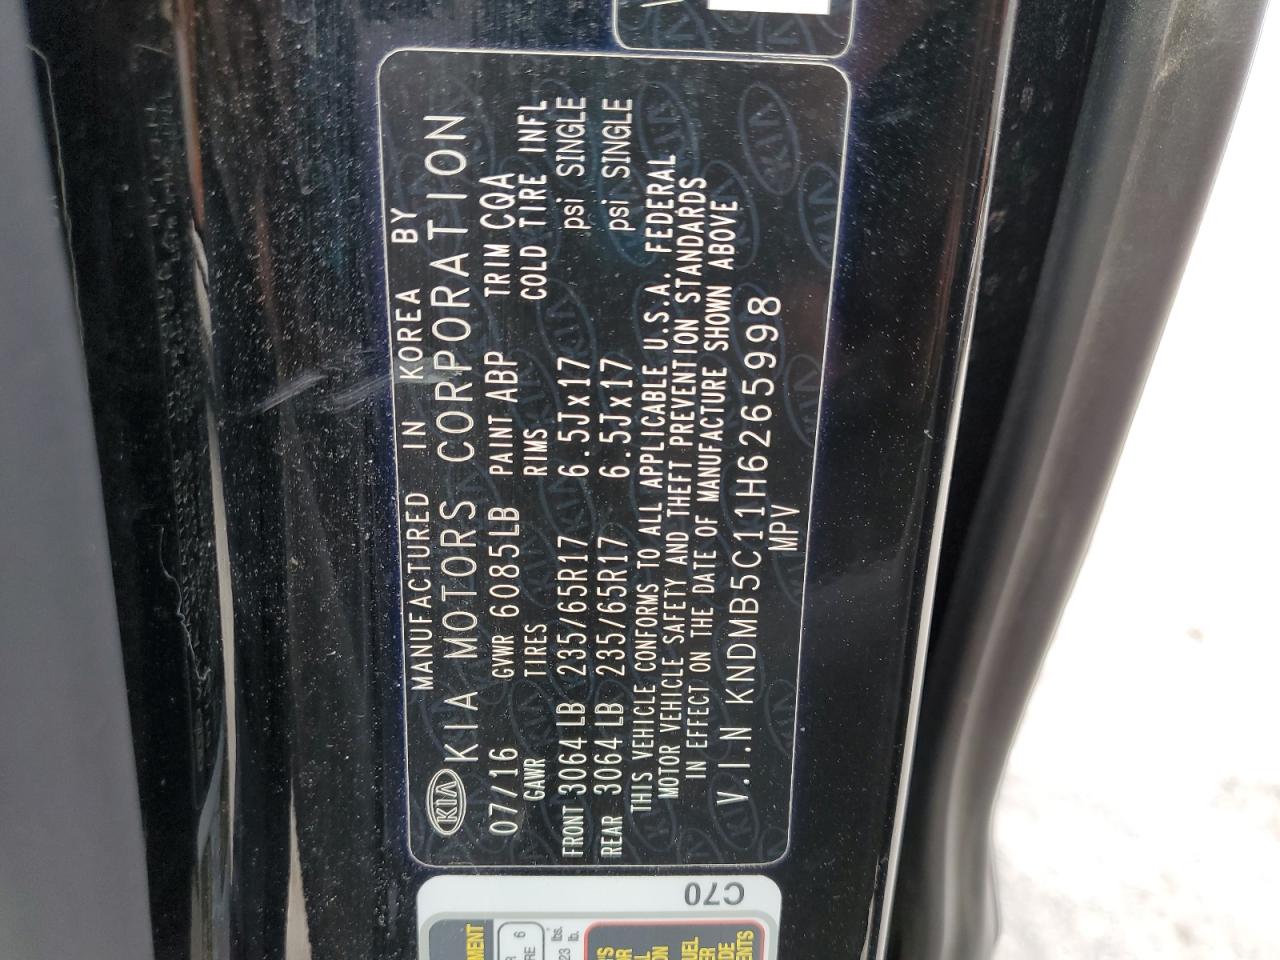 MANUFACTURED IN KOREA BY
KIA KIA MOTORS CORPORATION
07/16 GVWR 6085LB PAINT ABP TRIM CQA
GAWR TIRES RIMS COLD TIRE INFL
FRONT 3064 LB 235/65R17 6.5Jx17 psi SINGLE
REAR 3064 LB 235/65R17 6.5Jx17 psi SINGLE
THIS VEHICLE CONFORMS TO ALL APPLICABLE U.S.A. FEDERAL
MOTOR VEHICLE SAFETY AND THEFT PREVENTION STANDARDS
IN EFFECT ON THE DATE OF MANUFACTURE SHOWN ABOVE
V.I.N KNDMB5C11H6265998
MPV
C70